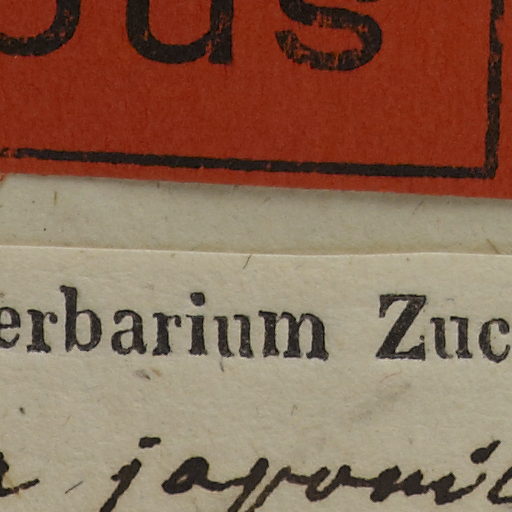 ous
erbarium Zuc
a japonic